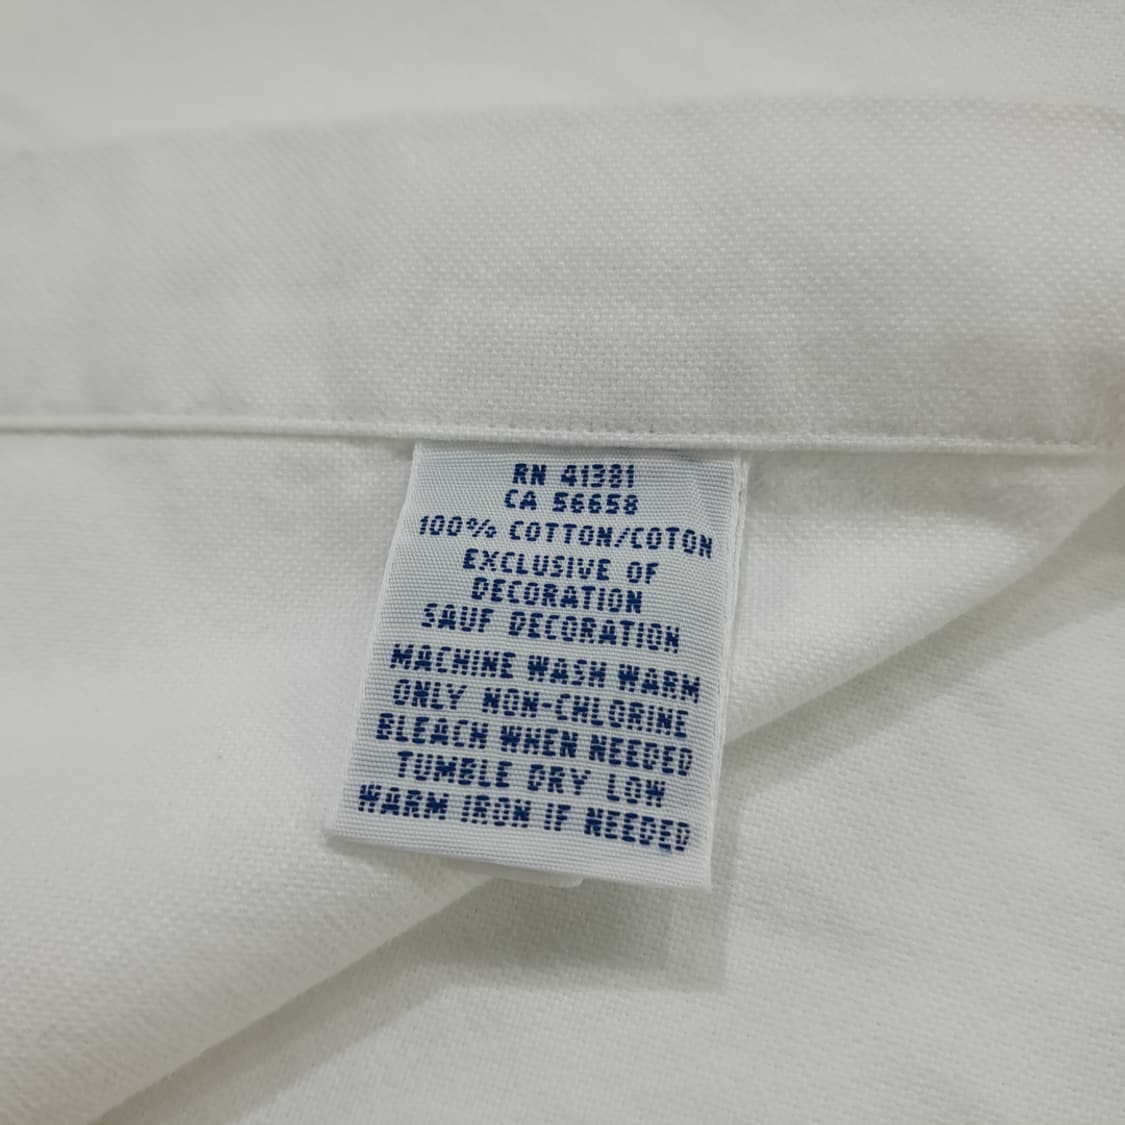 RN 41381
CA 56658
100% COTTON/COTON
EXCLUSIVE OF
DECORATION
SAUF DECORATION
MACHINE WASH WARM
ONLY NON-CHLORINE
BLEACH WHEN NEEDED
TUMBLE DRY LOW
WARM IRON IF NEEDED